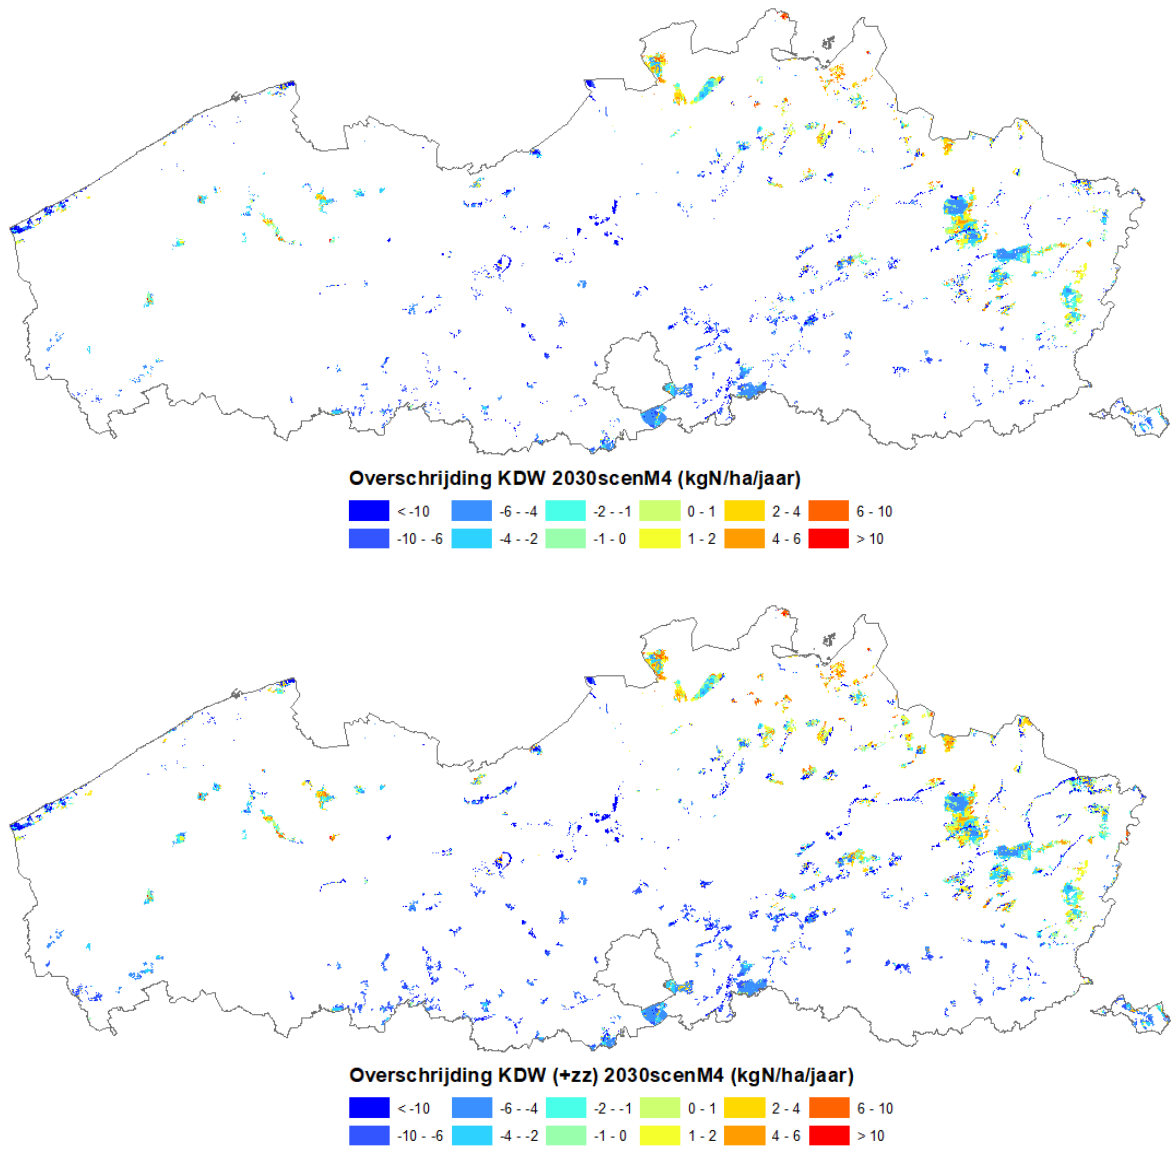 Overschrijding KDW 2030scenM4 (kgN/ha/jaar)
< -10 -6 - -4 -2 - -1 0 - 1 2 - 4 6 - 10
-10 - -6 -4 - -2 -1 - 0 1 - 2 4 - 6 > 10
Overschrijding KDW (+zz) 2030scenM4 (kgN/ha/jaar)
< -10 -6 - -4 -2 - -1 0 - 1 2 - 4 6 - 10
-10 - -6 -4 - -2 -1 - 0 1 - 2 4 - 6 > 10